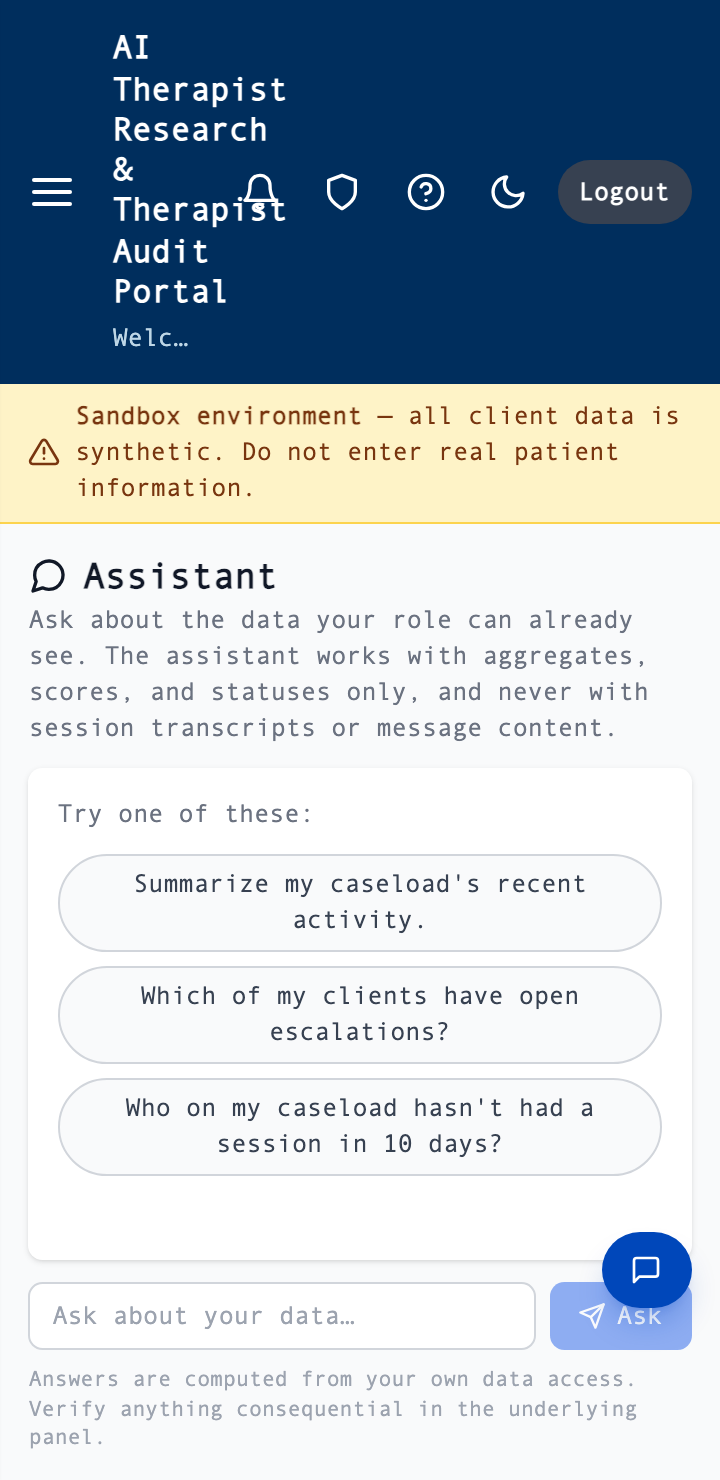 AI
Therapist
Research
&
Therapist
Audit
Portal
Welc…
Logout
Sandbox environment — all client data is
synthetic. Do not enter real patient
information.
Assistant
Ask about the data your role can already
see. The assistant works with aggregates,
scores, and statuses only, and never with
session transcripts or message content.
Try one of these:
Summarize my caseload's recent
activity.
Which of my clients have open
escalations?
Who on my caseload hasn't had a
session in 10 days?
Ask about your data…
Ask
Answers are computed from your own data access.
Verify anything consequential in the underlying
panel.